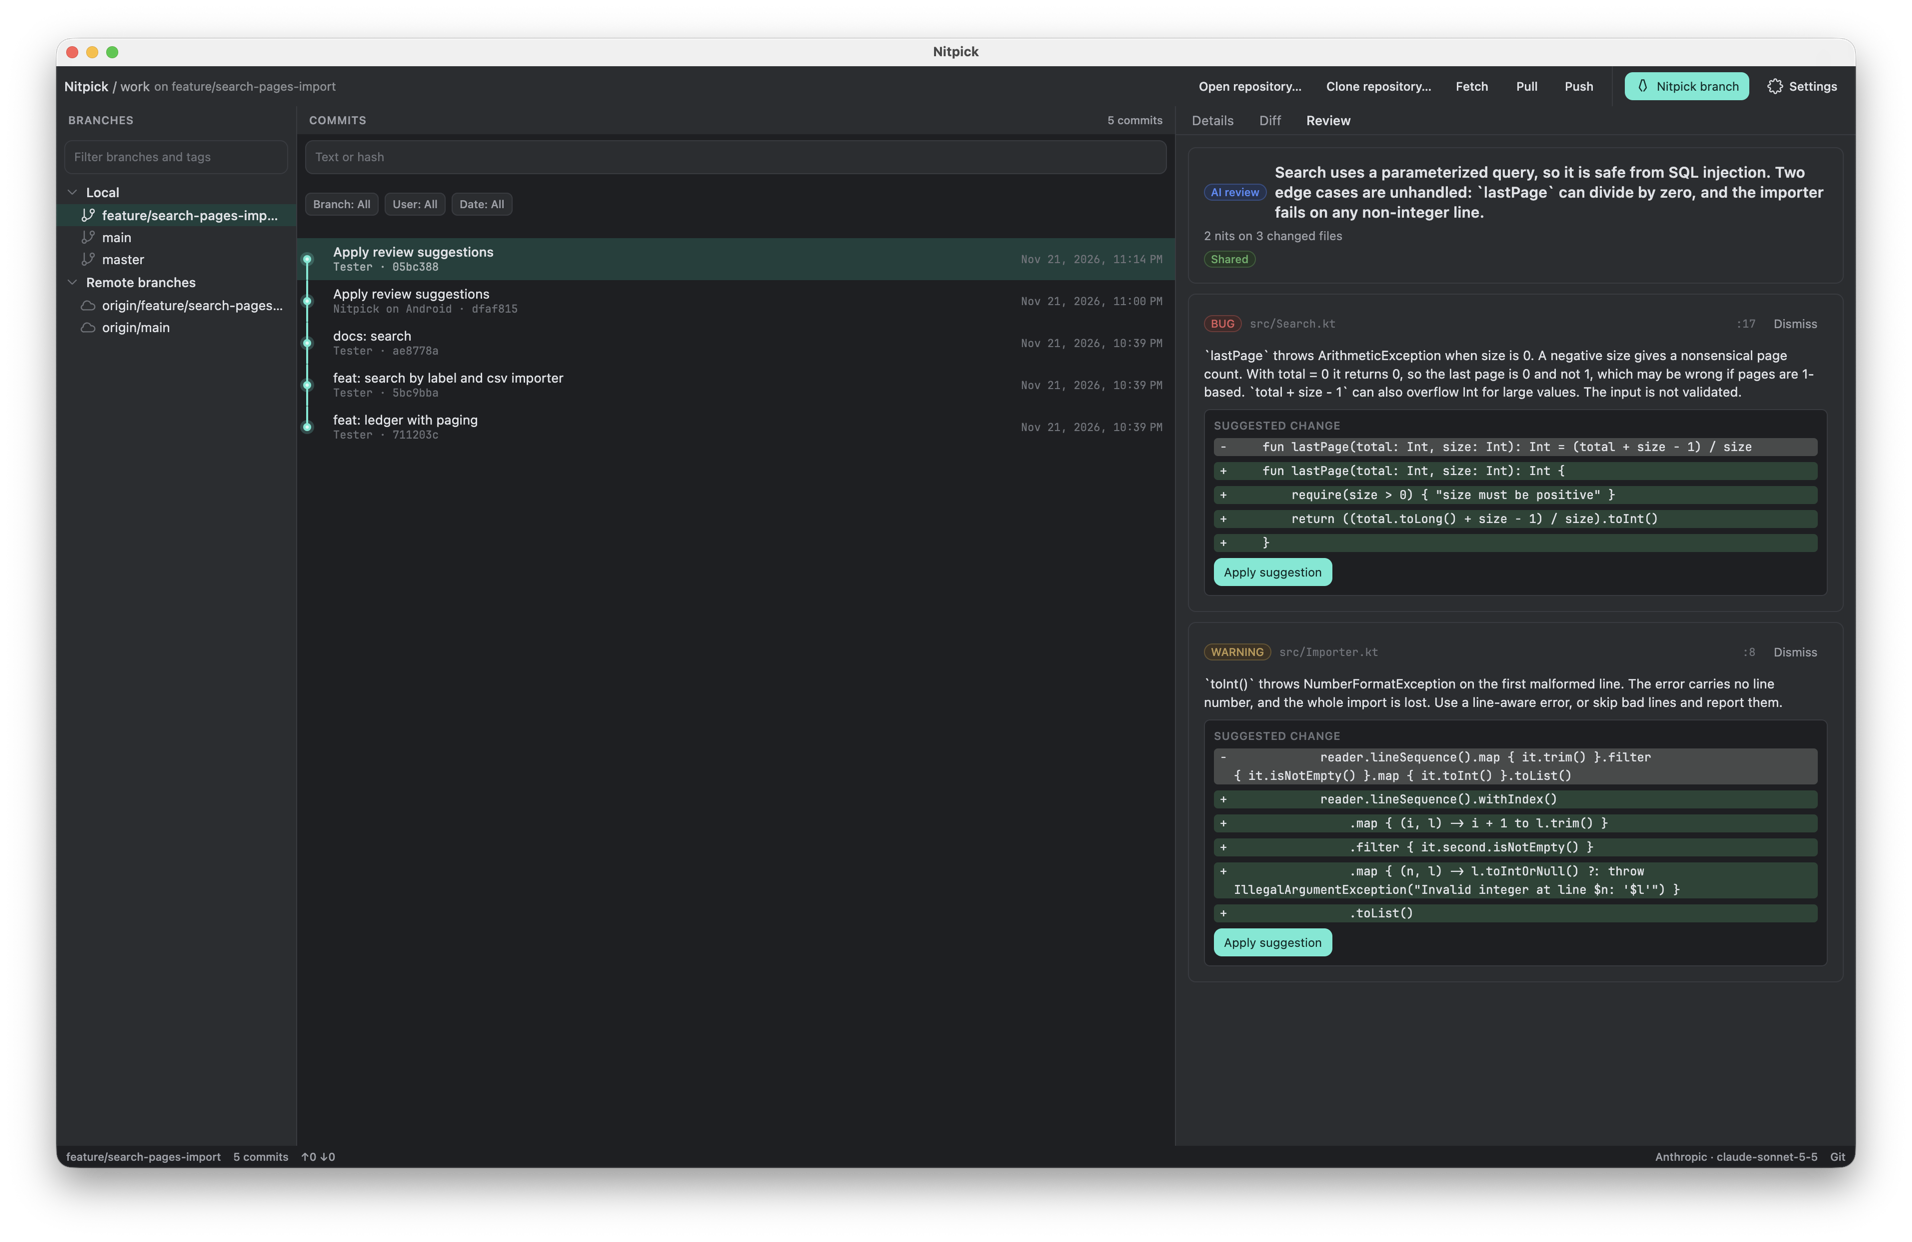 Nitpick
Nitpick / work on feature/search-pages-import
Open repository... Clone repository... Fetch Pull Push Nitpick branch Settings
BRANCHES
Filter branches and tags
Local
feature/search-pages-imp...
main
master
Remote branches
origin/feature/search-pages...
origin/main
COMMITS 5 commits
Text or hash
Branch: All User: All Date: All
Apply review suggestions
Tester · 05bc388 Nov 21, 2026, 11:14 PM
Apply review suggestions
Nitpick on Android · dfaf815 Nov 21, 2026, 11:00 PM
docs: search
Tester · ae8778a Nov 21, 2026, 10:39 PM
feat: search by label and csv importer
Tester · 5bc9bba Nov 21, 2026, 10:39 PM
feat: ledger with paging
Tester · 711203c Nov 21, 2026, 10:39 PM
Details Diff Review
AI review
Search uses a parameterized query, so it is safe from SQL injection. Two
edge cases are unhandled: `lastPage` can divide by zero, and the importer
fails on any non-integer line.
2 nits on 3 changed files
Shared
BUG src/Search.kt :17 Dismiss
`lastPage` throws ArithmeticException when size is 0. A negative size gives a nonsensical page
count. With total = 0 it returns 0, so the last page is 0 and not 1, which may be wrong if pages are 1-
based. `total + size - 1` can also overflow Int for large values. The input is not validated.
SUGGESTED CHANGE
- fun lastPage(total: Int, size: Int): Int = (total + size - 1) / size
+ fun lastPage(total: Int, size: Int): Int {
+ require(size > 0) { "size must be positive" }
+ return ((total.toLong() + size - 1) / size).toInt()
+ }
Apply suggestion
WARNING src/Importer.kt :8 Dismiss
`toInt()` throws NumberFormatException on the first malformed line. The error carries no line
number, and the whole import is lost. Use a line-aware error, or skip bad lines and report them.
SUGGESTED CHANGE
- reader.lineSequence().map { it.trim() }.filter
{ it.isNotEmpty() }.map { it.toInt() }.toList()
+ reader.lineSequence().withIndex()
+ .map { (i, l) -> i + 1 to l.trim() }
+ .filter { it.second.isNotEmpty() }
+ .map { (n, l) -> l.toIntOrNull() ?: throw
IllegalArgumentException("Invalid integer at line $n: '$l'") }
+ .toList()
Apply suggestion
feature/search-pages-import 5 commits ↑0 ↓0
Anthropic · claude-sonnet-5-5 Git